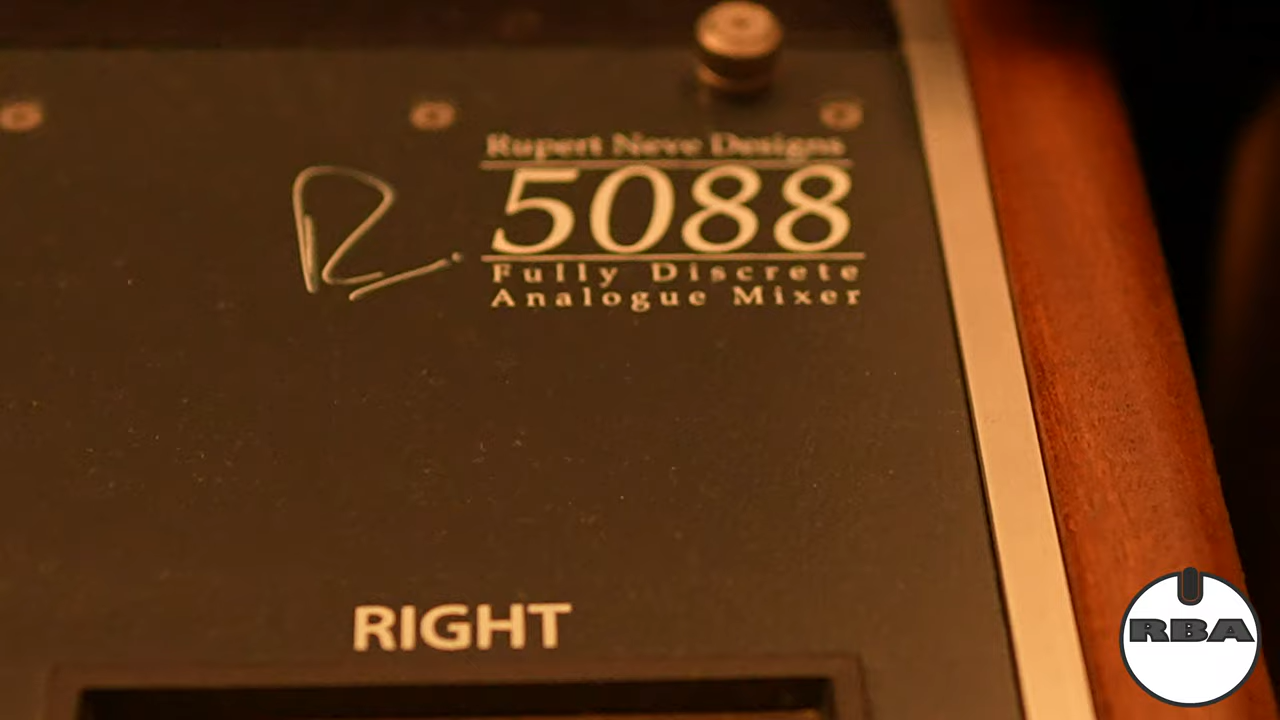 Rupert Neve Designs
R.
5088
Fully Discrete
Analogue Mixer
RIGHT
RBA